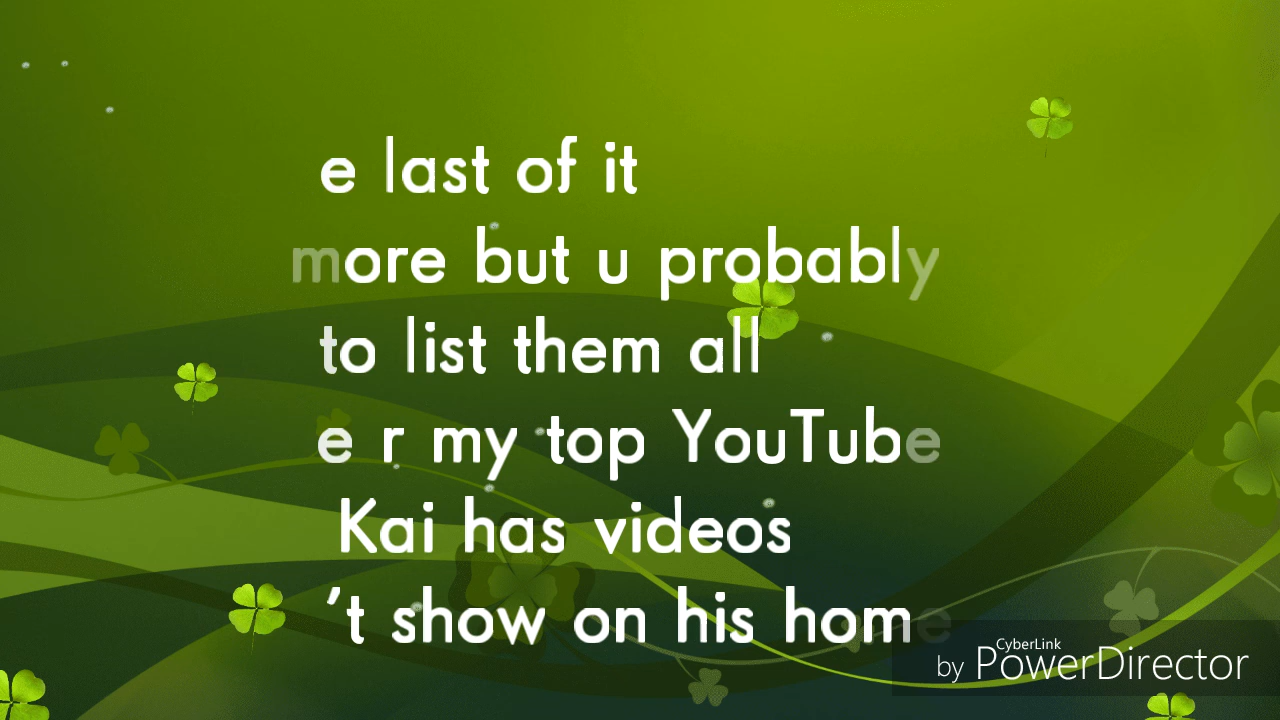 e last of it
more but u probably
to list them all
e r my top YouTube
Kai has videos
't show on his home
by CyberLink PowerDirector